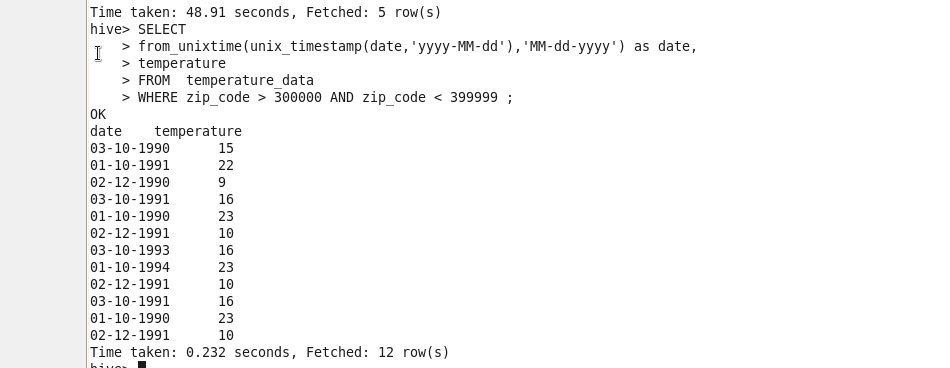 Time taken: 48.91 seconds, Fetched: 5 row(s)
hive> SELECT
    > from_unixtime(unix_timestamp(date,'yyyy-MM-dd'),'MM-dd-yyyy') as date,
    > temperature
    > FROM  temperature_data
    > WHERE zip_code > 300000 AND zip_code < 399999 ;
OK
date    temperature
03-10-1990      15
01-10-1991      22
02-12-1990      9
03-10-1991      16
01-10-1990      23
02-12-1991      10
03-10-1993      16
01-10-1994      23
02-12-1991      10
03-10-1991      16
01-10-1990      23
02-12-1991      10
Time taken: 0.232 seconds, Fetched: 12 row(s)
hive>